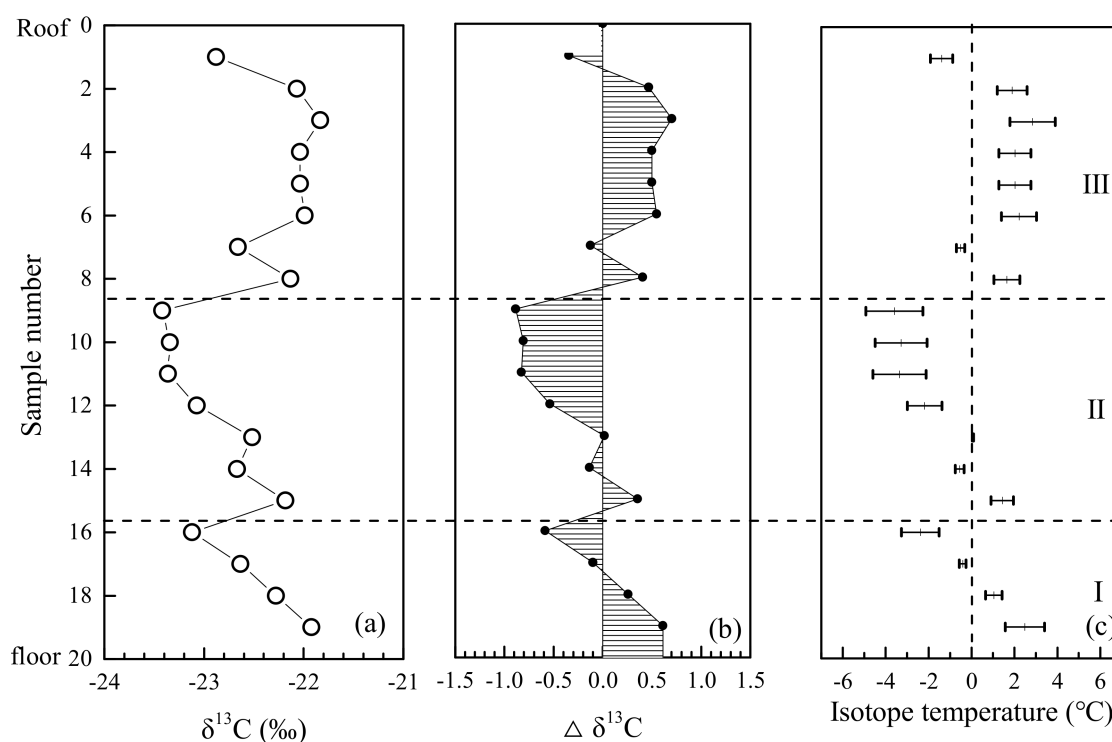 Roof 0
2
4
6
8
10
12
14
16
18
floor 20
Sample number
-24 -23 -22 -21
δ¹³C (‰)
(a)
-1.5 -1.0 -0.5 0.0 0.5 1.0 1.5
△ δ¹³C
(b)
III
II
I
(c)
-6 -4 -2 0 2 4 6
Isotope temperature (°C)